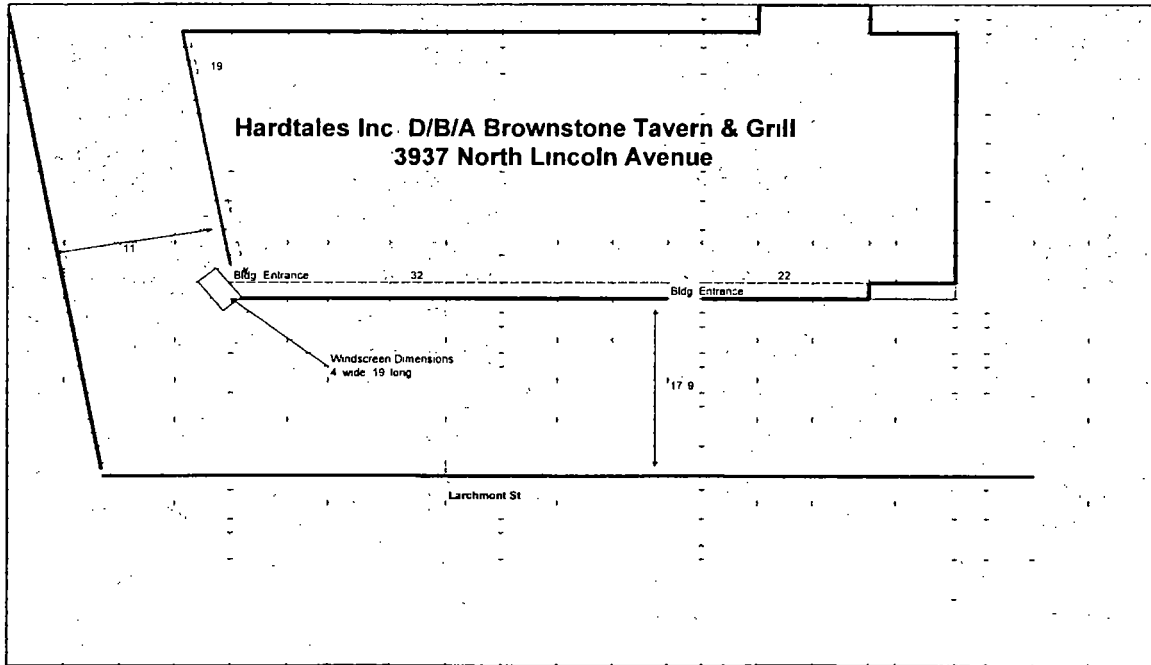 19
Hardtales Inc D/B/A Brownstone Tavern & Grill
3937 North Lincoln Avenue
11
Bldg Entrance
32
22
Bldg Entrance
Windscreen Dimensions
4 wide 19 long
17 9
Larchmont St